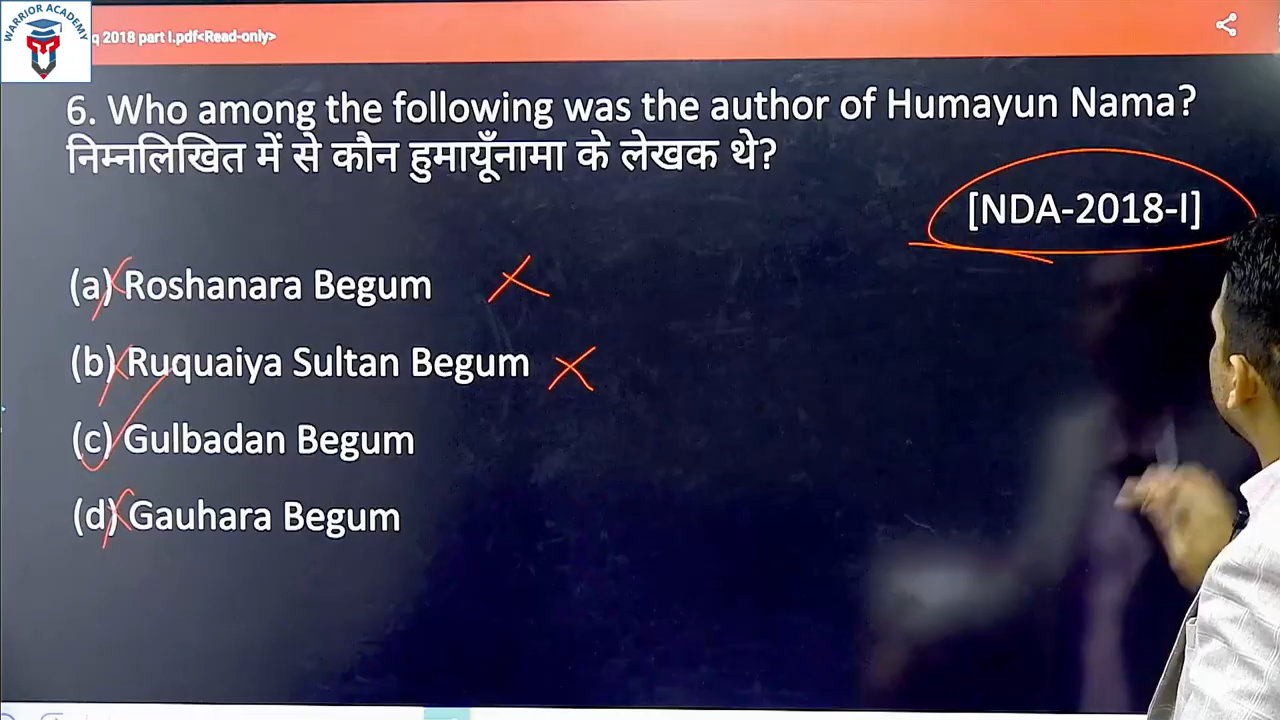 WARRIOR ACADEMY
q 2018 part I.pdf<Read-only>
6. Who among the following was the author of Humayun Nama?
निम्नलिखित में से कौन हुमायूँनामा के लेखक थे?
[NDA-2018-I]
(a) Roshanara Begum
(b) Ruquaiya Sultan Begum
(c) Gulbadan Begum
(d) Gauhara Begum